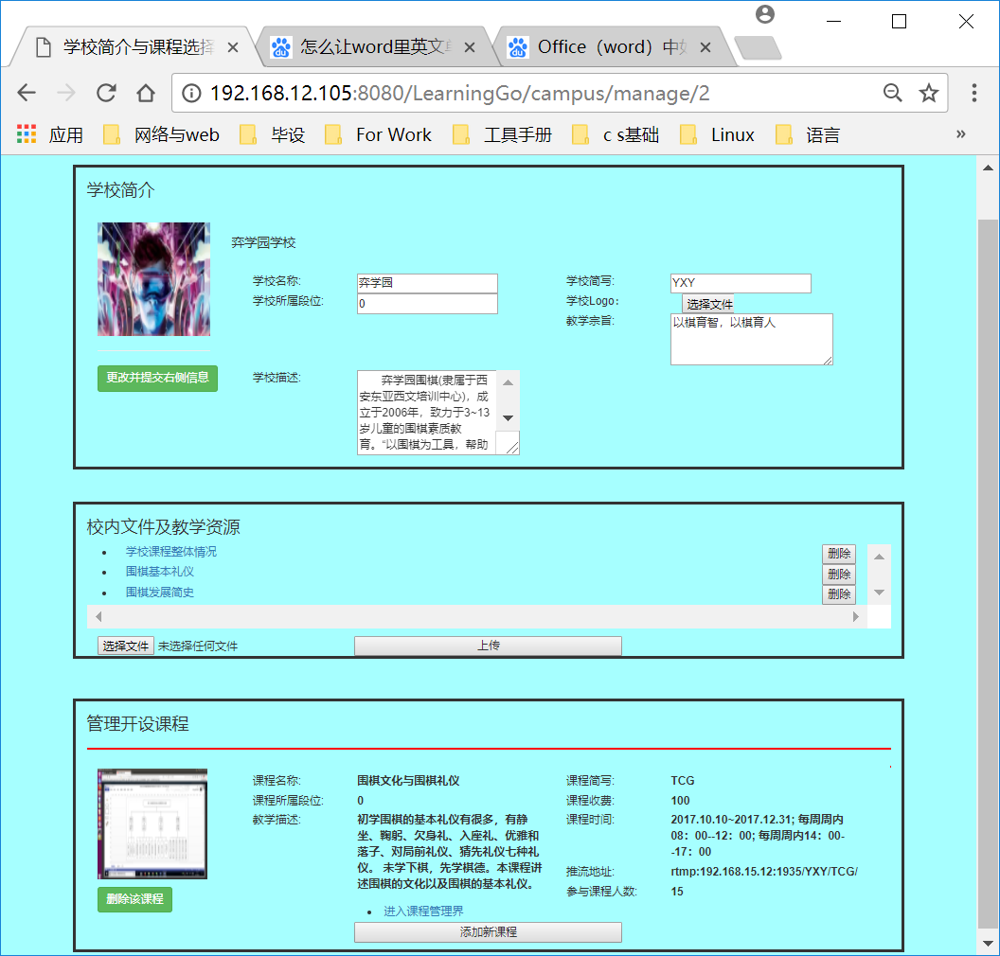 学校简介与课程选择
怎么让word里英文单
Office（word）中如
192.168.12.105:8080/LearningGo/campus/manage/2
应用 网络与web 毕设 For Work 工具手册 c s基础 Linux 语言 »
学校简介
弈学园学校
学校名称: 弈学园 学校简写: YXY
学校所属段位: 0 学校Logo: 选择文件
教学宗旨: 以棋育智，以棋育人
更改并提交右侧信息
学校描述: 弈学园围棋(隶属于西
安东亚西文培训中心)，成
立于2006年，致力于3~13
岁儿童的围棋素质教
育。“以围棋为工具，帮助
校内文件及教学资源
• 学校课程整体情况 删除
• 围棋基本礼仪 删除
• 围棋发展简史 删除
选择文件 未选择任何文件 上传
管理开设课程
课程名称: 围棋文化与围棋礼仪 课程简写: TCG
课程所属段位: 0 课程收费: 100
教学描述: 初学围棋的基本礼仪有很多，有静
坐、鞠躬、欠身礼、入座礼、优雅和
落子、对局前礼仪、猜先礼仪七种礼
仪。 未学下棋，先学棋德。本课程讲
述围棋的文化以及围棋的基本礼仪。
课程时间: 2017.10.10~2017.12.31; 每周周内
08：00--12：00; 每周周内14：00-
-17：00
推流地址: rtmp:192.168.15.12:1935/YXY/TCG/
参与课程人数: 15
删除该课程
• 进入课程管理界
添加新课程